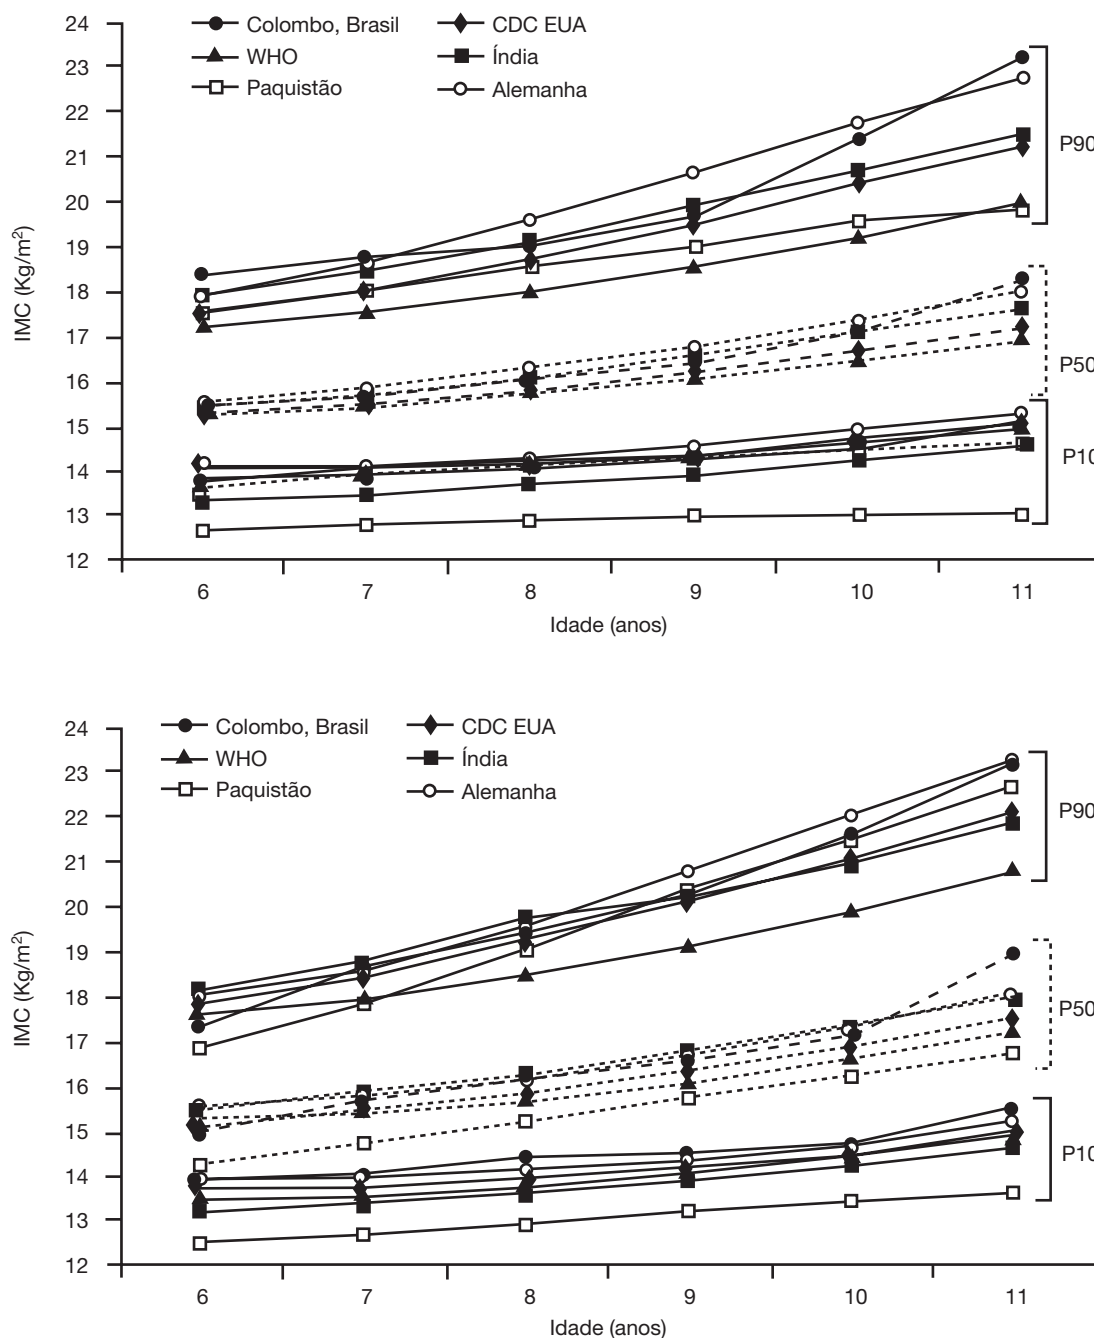 24
23
22
21
20
19
18
17
16
15
14
13
12
IMC (Kg/m²)
Colombo, Brasil
WHO
Paquistão
CDC EUA
Índia
Alemanha
P90
P50
P10
6 7 8 9 10 11
Idade (anos)
24
23
22
21
20
19
18
17
16
15
14
13
12
IMC (Kg/m²)
Colombo, Brasil
WHO
Paquistão
CDC EUA
Índia
Alemanha
P90
P50
P10
6 7 8 9 10 11
Idade (anos)